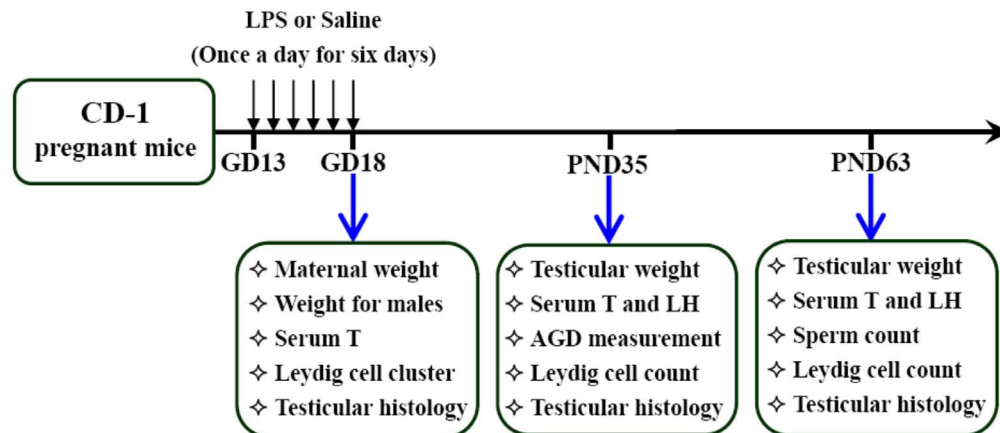 LPS or Saline
(Once a day for six days)
CD-1
pregnant mice
GD13
GD18
PND35
PND63
✧ Maternal weight
✧ Weight for males
✧ Serum T
✧ Leydig cell cluster
✧ Testicular histology
✧ Testicular weight
✧ Serum T and LH
✧ AGD measurement
✧ Leydig cell count
✧ Testicular histology
✧ Testicular weight
✧ Serum T and LH
✧ Sperm count
✧ Leydig cell count
✧ Testicular histology